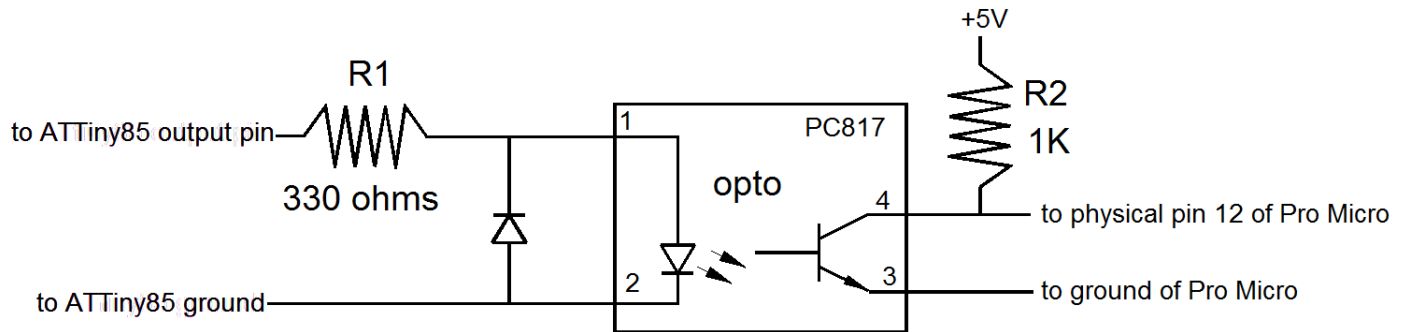 +5V
R1
R2
1K
to ATTiny85 output pin
330 ohms
1
PC817
opto
4
to physical pin 12 of Pro Micro
2
3
to ATTiny85 ground
to ground of Pro Micro